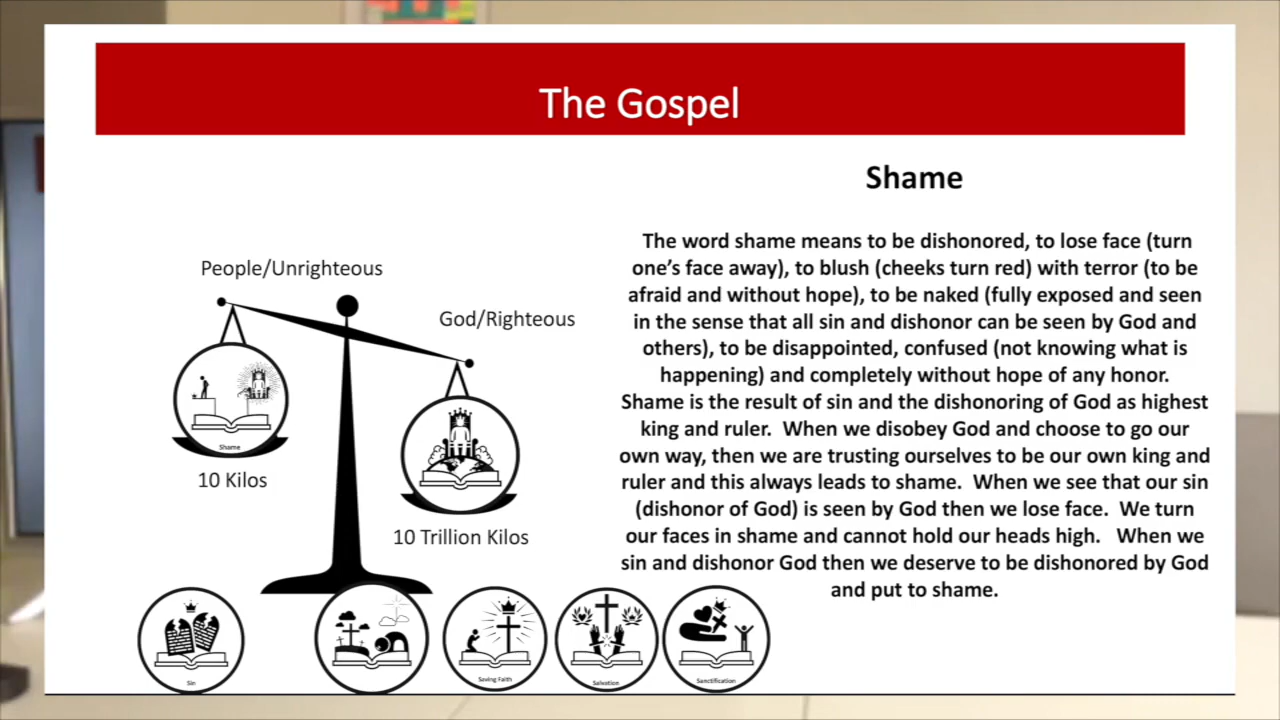 The Gospel
Shame
The word shame means to be dishonored, to lose face (turn
one's face away), to blush (cheeks turn red) with terror (to be
afraid and without hope), to be naked (fully exposed and seen
in the sense that all sin and dishonor can be seen by God and
others), to be disappointed, confused (not knowing what is
happening) and completely without hope of any honor.
Shame is the result of sin and the dishonoring of God as highest
king and ruler.  When we disobey God and choose to go our
own way, then we are trusting ourselves to be our own king and
ruler and this always leads to shame.  When we see that our sin
(dishonor of God) is seen by God then we lose face.  We turn
our faces in shame and cannot hold our heads high.   When we
sin and dishonor God then we deserve to be dishonored by God
and put to shame.
People/Unrighteous
God/Righteous
Shame
10 Kilos
10 Trillion Kilos
Sin
Saving Faith
Salvation
Sanctification